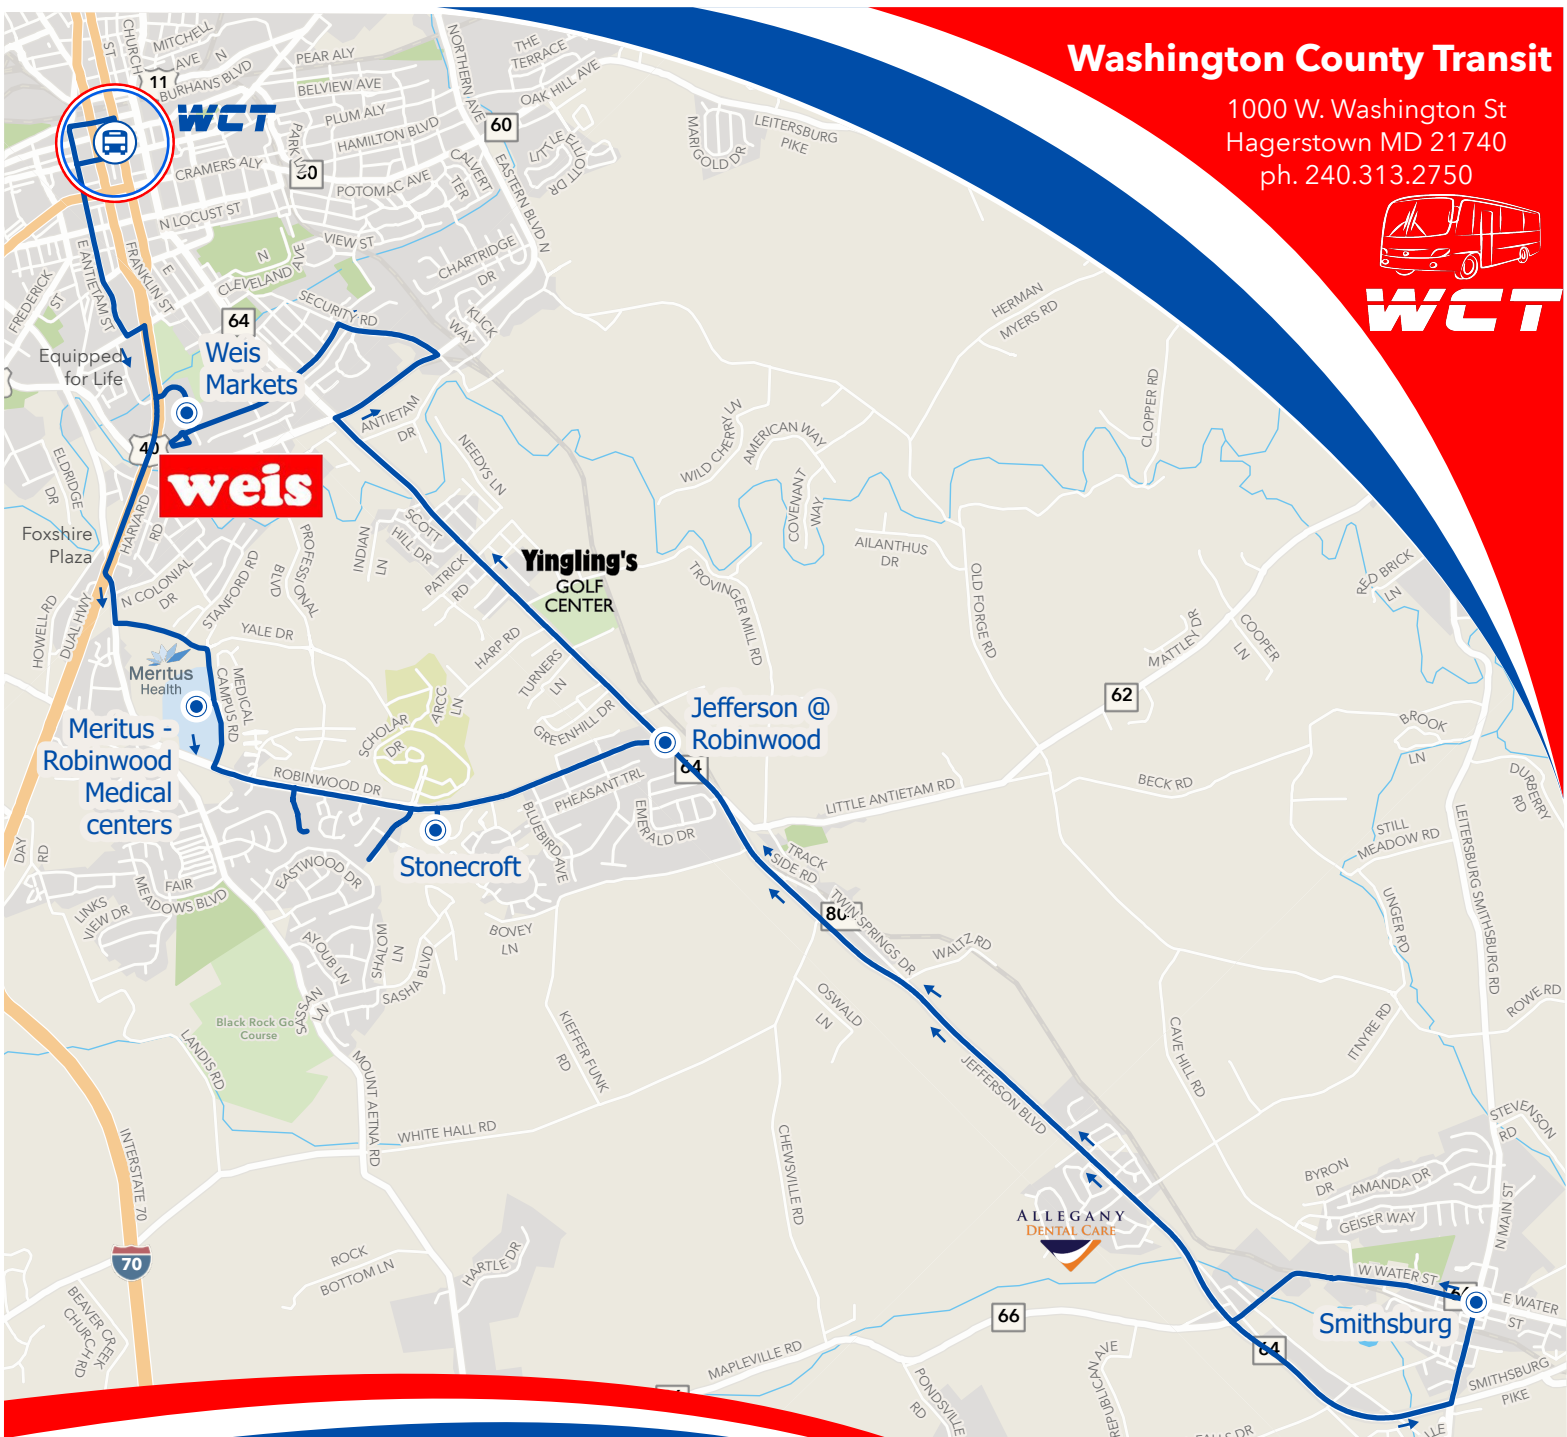 Washington County Transit
1000 W. Washington St
Hagerstown MD 21740
ph. 240.313.2750
WCT
CHURCH
ST
MITCHELL
AVE
N
BURHANS BLVD
11
WCT
PEAR ALY
BELVIEW AVE
PLUM ALY
HAMILTON BLVD
PARK LN
CRAMERS ALY
POTOMAC AVE
N LOCUST ST
VIEW ST
N
CLEVELAND AVE
SECURITY RD
NORTHERN AVE
THE
TERRACE
OAK HILL AVE
60
LITTLE
ELLIOTT DR
CALVERT
TER
EASTERN BLVD N
CHARTRIDGE
DR
KLICK
WAY
MARIGOLD DR
LEITERSBURG
PIKE
HERMAN
MYERS RD
CLOPPER RD
E ANTIETAM ST
E
FRANKLIN ST
FREDERICK
ST
64
Equipped
for Life
Weis
Markets
ANTIETAM
DR
40
weis
ELDRIDGE
DR
HARVARD
RD
Foxshire
Plaza
NEEDYS LN
WILD CHERRY LN
AMERICAN WAY
COVENANT
WAY
AILANTHUS
DR
OLD FORGE RD
SCOTT
HILL DR
INDIAN
LN
PATRICK
RD
PROFESSIONAL
BLVD
STANFORD RD
N COLONIAL
DR
YALE DR
HOWELL RD
DUAL HWY
Yingling's
GOLF
CENTER
TROVINGER MILL RD
HARP RD
TURNERS
LN
GREENHILL DR
ARCC
LN
SCHOLAR
DR
Meritus
Health
MEDICAL
CAMPUS RD
Meritus -
Robinwood
Medical
centers
Jefferson @
Robinwood
64
MATTLEY DR
COOPER
LN
RED BRICK
LN
62
BROOK
LN
DURBERRY
RD
BECK RD
LITTLE ANTIETAM RD
STILL
MEADOW RD
LEITERSBURG SMITHSBURG RD
ROBINWOOD DR
PHEASANT TRL
EMERALD DR
BLUEBIRD AVE
Stonecroft
EASTWOOD DR
DAY
RD
FAIR
MEADOWS BLVD
LINKS
VIEW DR
AYOUB LN
SHALOM
LN
SASHA BLVD
BOVEY
LN
TRACK
SIDE RD
TWIN SPRINGS DR
WALTZ RD
OSWALD
LN
UNGER RD
ROWE RD
ITNYRE RD
CAVE HILL RD
SASSAN
LN
Course
LANDIS RD
MOUNT AETNA RD
KIEFFER FUNK
RD
JEFFERSON BLVD
WHITE HALL RD
CHEWSVILLE RD
INTERSTATE 70
70
ROCK
BOTTOM LN
HARTLE DR
BEAVER CREEK
CHURCH RD
ALLEGANY
DENTAL CARE
STEVENSON
RD
BYRON
DR
AMANDA DR
GEISER WAY
N MAIN ST
W WATER ST
E WATER
ST
Smithsburg
66
64
MAPLEVILLE RD
PONDSVILLE
RD
REPUBLICAN AVE
SMITHSBURG
PIKE